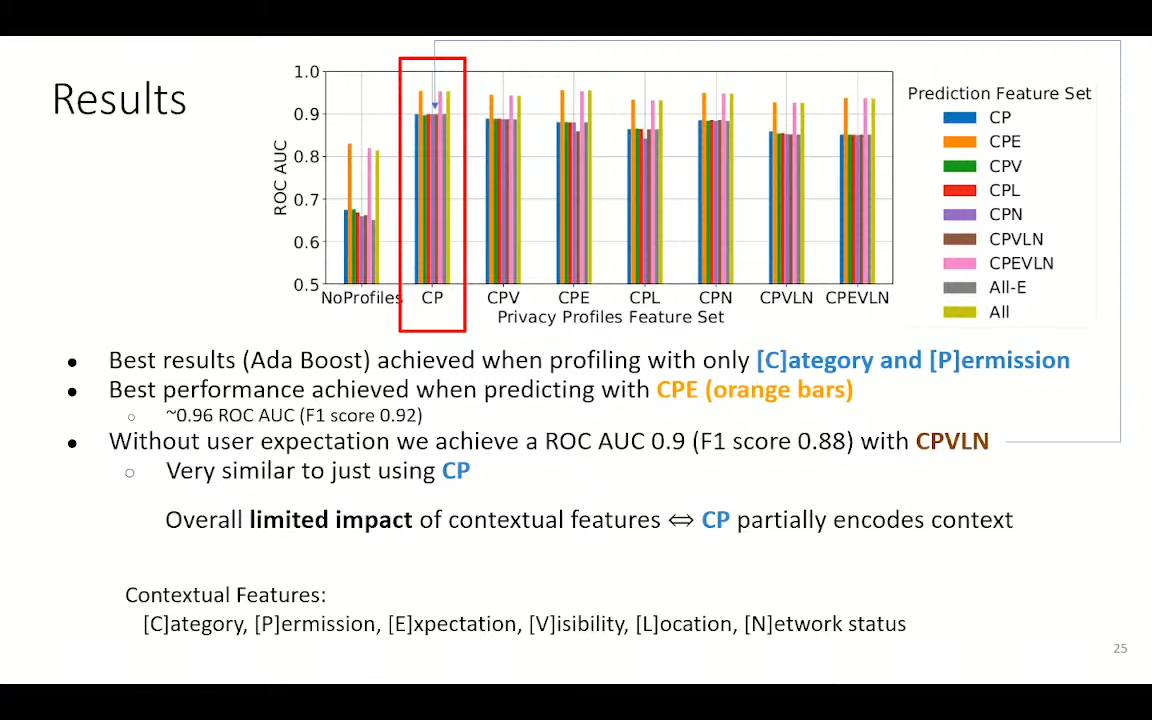 Results
1.0
0.9
0.8
0.7
0.6
0.5
ROC AUC
NoProfiles CP CPV CPE CPL CPN CPVLN CPEVLN
Privacy Profiles Feature Set
Prediction Feature Set
CP
CPE
CPV
CPL
CPN
CPVLN
CPEVLN
All-E
All
● Best results (Ada Boost) achieved when profiling with only [C]ategory and [P]ermission
● Best performance achieved when predicting with CPE (orange bars)
○ ~0.96 ROC AUC (F1 score 0.92)
● Without user expectation we achieve a ROC AUC 0.9 (F1 score 0.88) with CPVLN
○ Very similar to just using CP
Overall limited impact of contextual features ⇔ CP partially encodes context
Contextual Features:
[C]ategory, [P]ermission, [E]xpectation, [V]isibility, [L]ocation, [N]etwork status
25